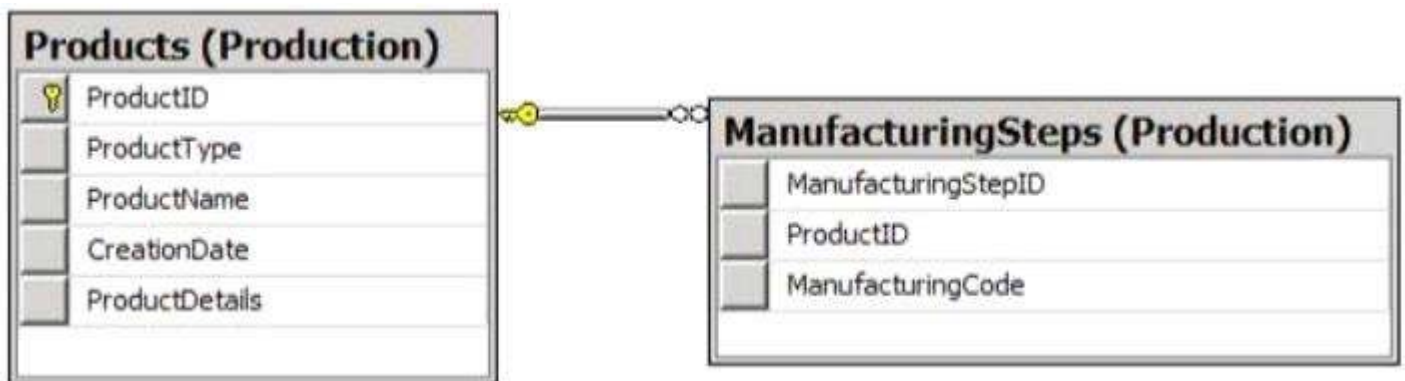 Products (Production)
ProductID
ProductType
ProductName
CreationDate
ProductDetails
ManufacturingSteps (Production)
ManufacturingStepID
ProductID
ManufacturingCode